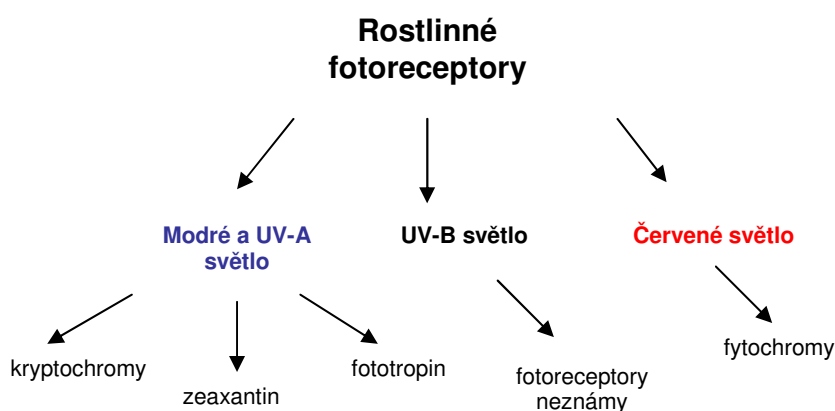 Rostlinné
fotoreceptory
Modré a UV-A
světlo
UV-B světlo
Červené světlo
kryptochromy
zeaxantin
fototropin
fotoreceptory
neznámy
fytochromy